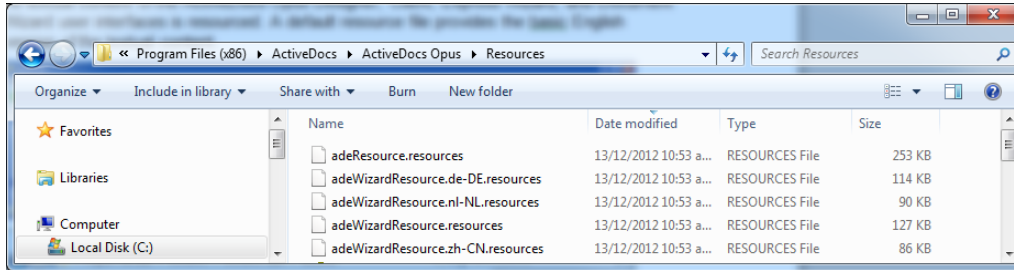 « Program Files (x86) ▸ ActiveDocs ▸ ActiveDocs Opus ▸ Resources
Search Resources
Organize ▾ Include in library ▾ Share with ▾ Burn New folder
Favorites
Libraries
Computer
Local Disk (C:)
Name Date modified Type Size
adeResource.resources 13/12/2012 10:53 a... RESOURCES File 253 KB
adeWizardResource.de-DE.resources 13/12/2012 10:53 a... RESOURCES File 114 KB
adeWizardResource.nl-NL.resources 13/12/2012 10:53 a... RESOURCES File 90 KB
adeWizardResource.resources 13/12/2012 10:53 a... RESOURCES File 127 KB
adeWizardResource.zh-CN.resources 13/12/2012 10:53 a... RESOURCES File 86 KB